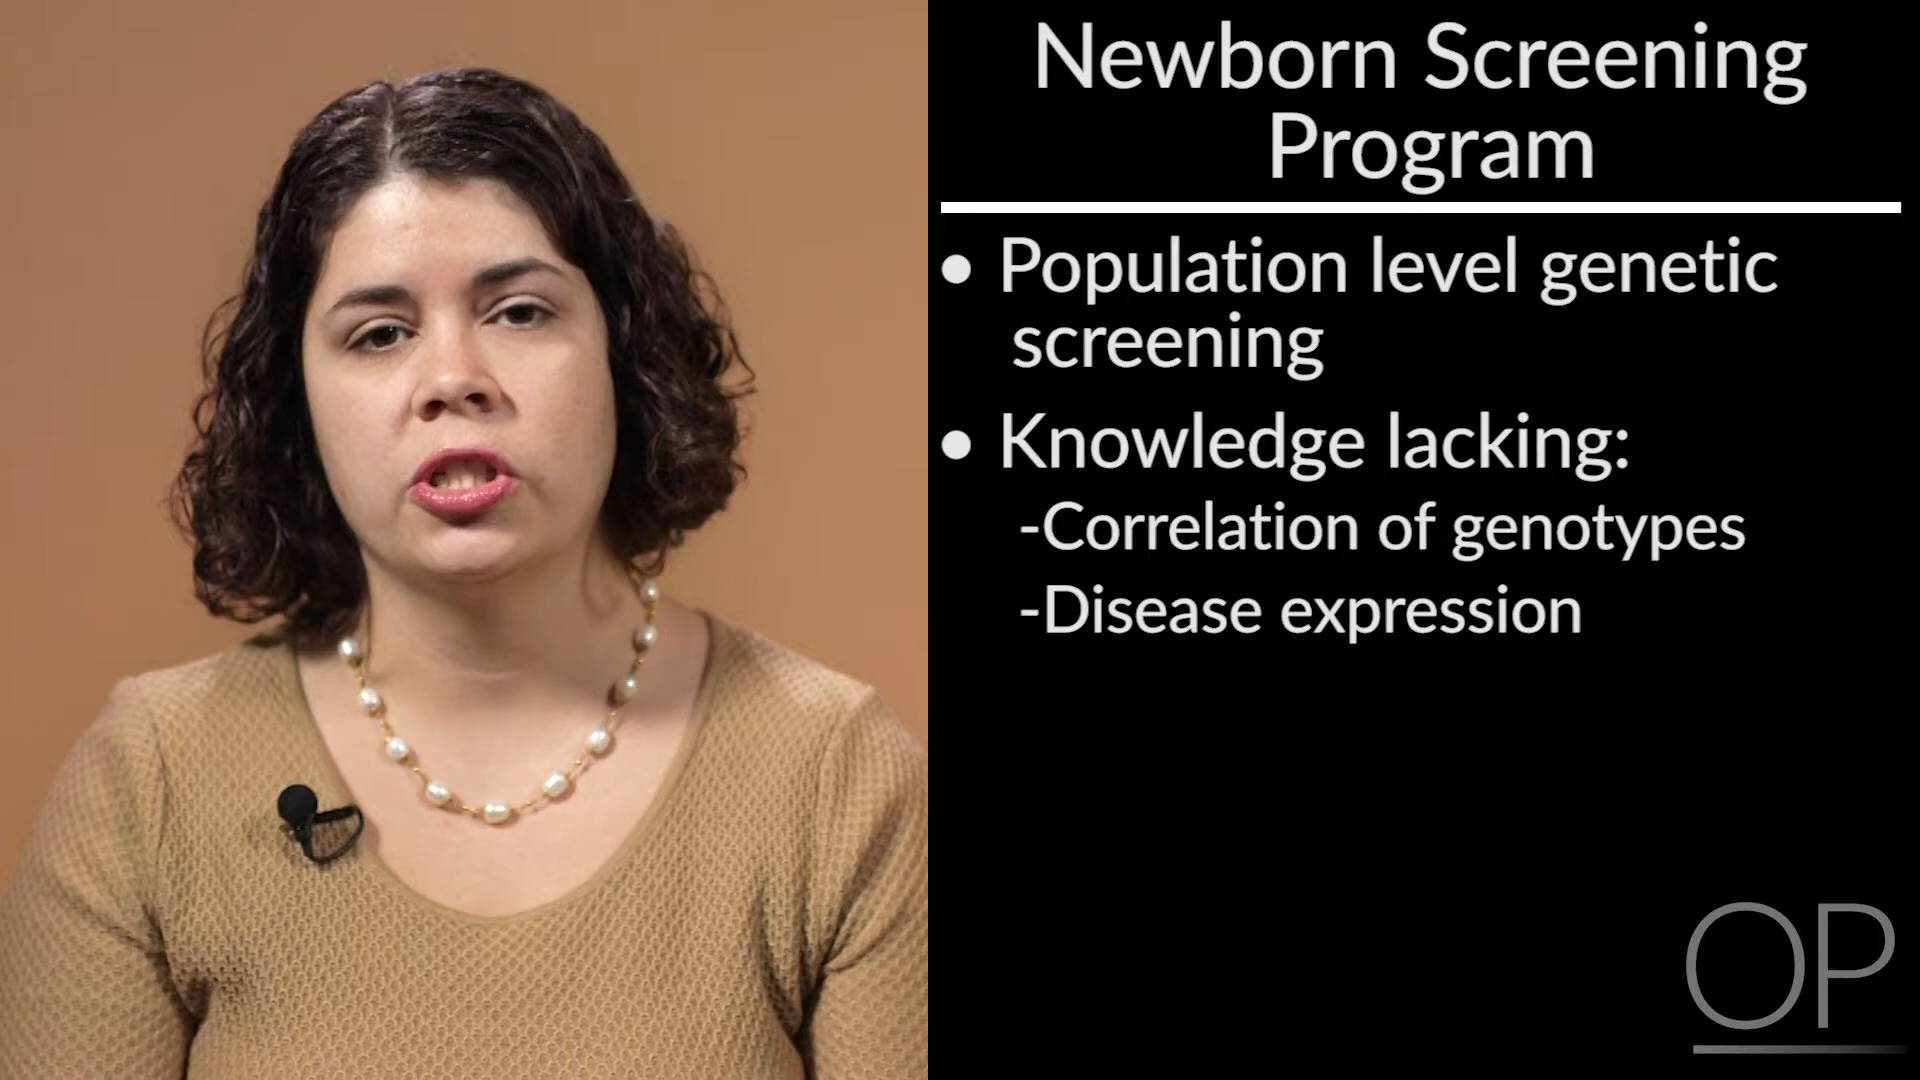 Newborn Screening
Program
• Population level genetic
screening
• Knowledge lacking:
-Correlation of genotypes
-Disease expression
OP